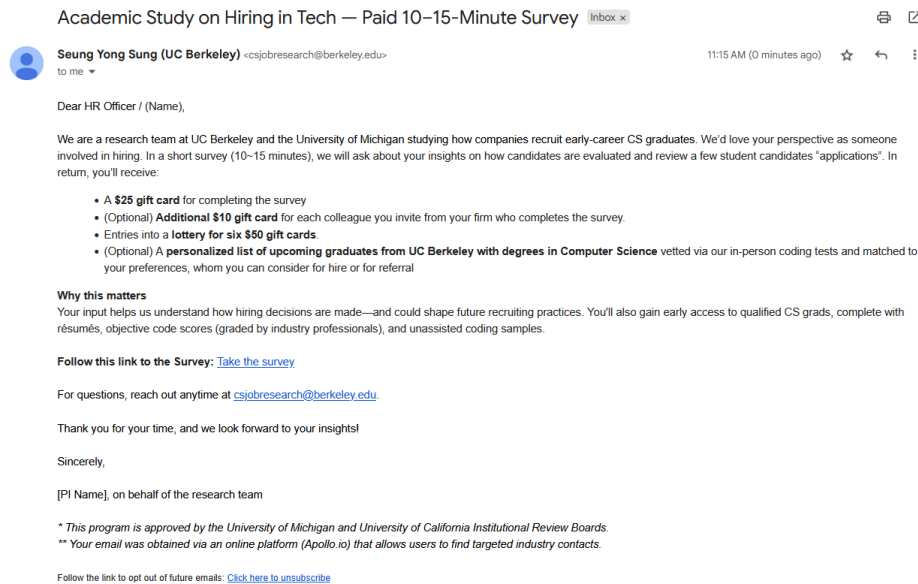 Academic Study on Hiring in Tech — Paid 10–15-Minute Survey Inbox ×
Seung Yong Sung (UC Berkeley) <csjobresearch@berkeley.edu> 11:15 AM (0 minutes ago)
to me
Dear HR Officer / (Name),
We are a research team at UC Berkeley and the University of Michigan studying how companies recruit early-career CS graduates. We'd love your perspective as someone
involved in hiring. In a short survey (10~15 minutes), we will ask about your insights on how candidates are evaluated and review a few student candidates “applications”. In
return, you'll receive:
• A $25 gift card for completing the survey
• (Optional) Additional $10 gift card for each colleague you invite from your firm who completes the survey.
• Entries into a lottery for six $50 gift cards.
• (Optional) A personalized list of upcoming graduates from UC Berkeley with degrees in Computer Science vetted via our in-person coding tests and matched to
your preferences, whom you can consider for hire or for referral
Why this matters
Your input helps us understand how hiring decisions are made—and could shape future recruiting practices. You'll also gain early access to qualified CS grads, complete with
résumés, objective code scores (graded by industry professionals), and unassisted coding samples.
Follow this link to the Survey: Take the survey
For questions, reach out anytime at csjobresearch@berkeley.edu.
Thank you for your time, and we look forward to your insights!
Sincerely,
[PI Name], on behalf of the research team
* This program is approved by the University of Michigan and University of California Institutional Review Boards.
** Your email was obtained via an online platform (Apollo.io) that allows users to find targeted industry contacts.
Follow the link to opt out of future emails: Click here to unsubscribe